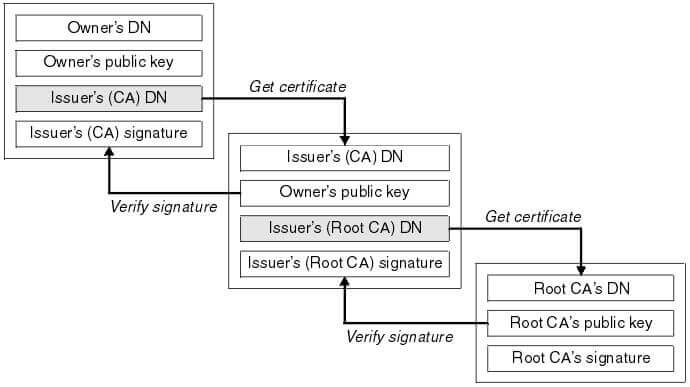 Owner's DN
Owner's public key
Issuer's (CA) DN
Get certificate
Issuer's (CA) signature
Issuer's (CA) DN
Owner's public key
Verify signature
Issuer's (Root CA) DN
Get certificate
Issuer's (Root CA) signature
Root CA's DN
Root CA's public key
Verify signature
Root CA's signature